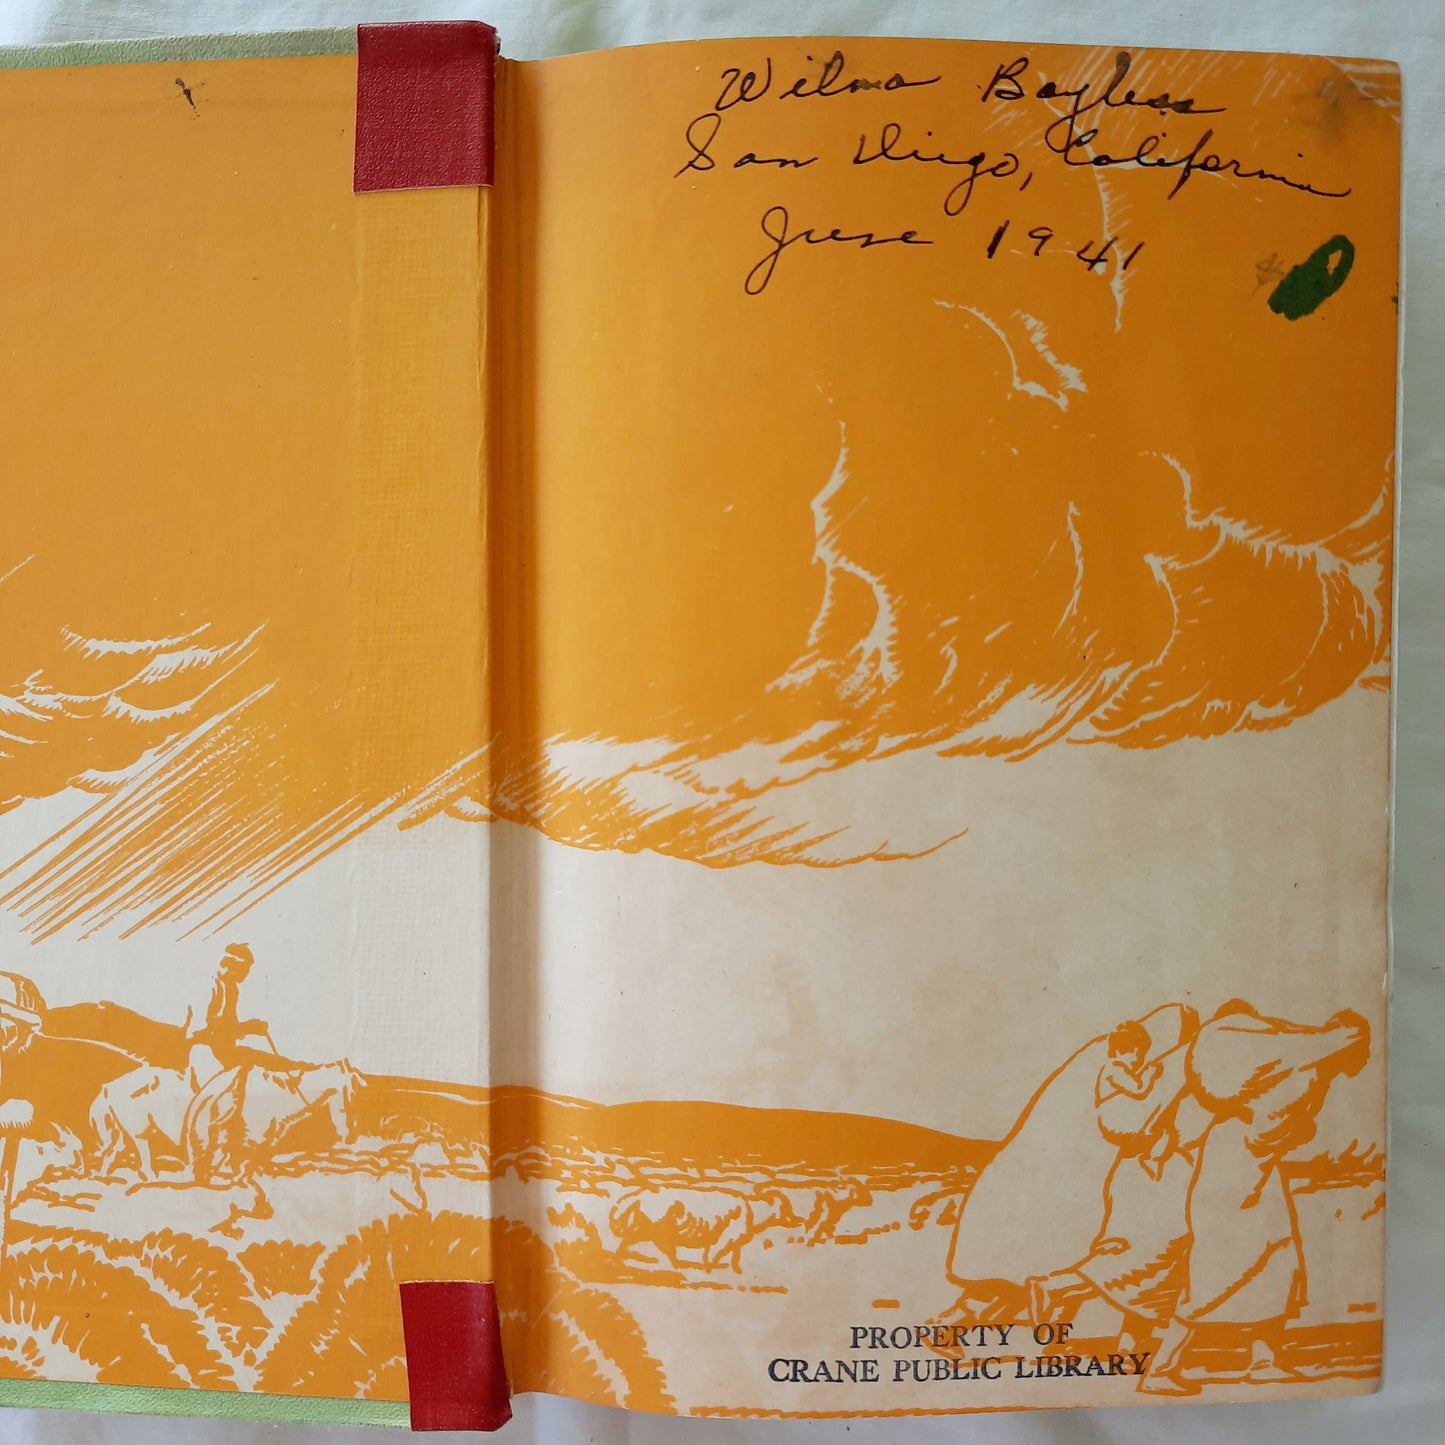 Wilma Bayless
San Diego, California
June 1941
PROPERTY OF
CRANE PUBLIC LIBRARY